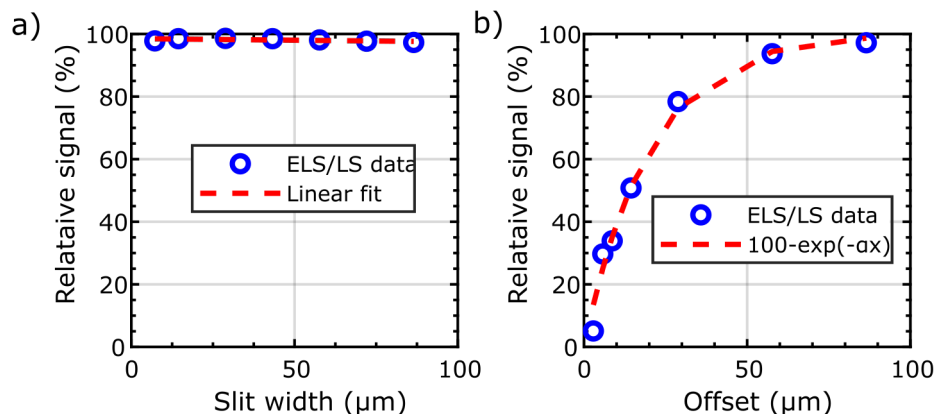 a)
Relataive signal (%)
100
80
60
40
20
0
ELS/LS data
Linear fit
0
50
100
Slit width (μm)
b)
Relataive signal (%)
100
80
60
40
20
0
ELS/LS data
100-exp(-αx)
0
50
100
Offset (μm)